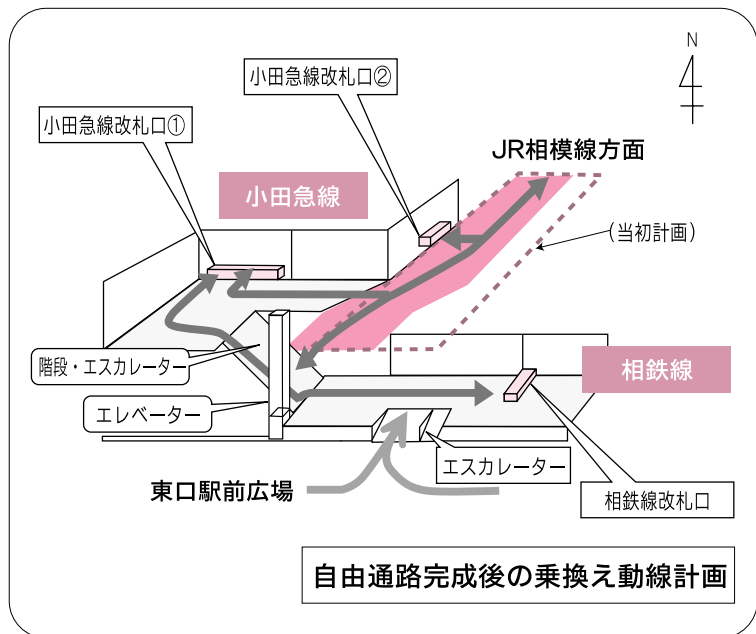 N
小田急線改札口②
小田急線改札口①
JR相模線方面
小田急線
(当初計画)
階段・エスカレーター
相鉄線
エレベーター
エスカレーター
東口駅前広場
相鉄線改札口
自由通路完成後の乗換え動線計画